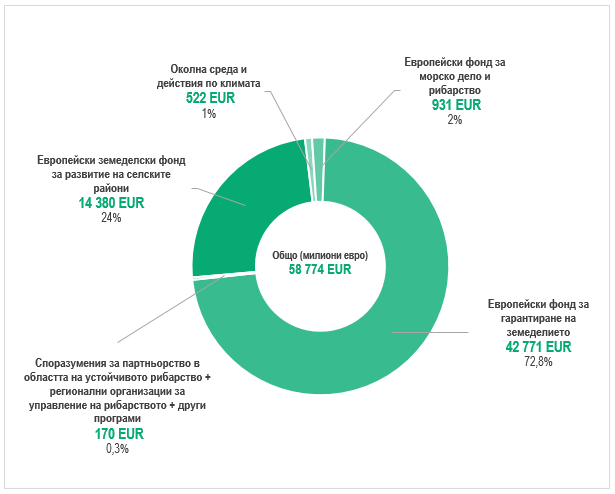 Околна среда и
действия по климата
522 EUR
1%
Европейски фонд за
морско дело и
рибарство
931 EUR
2%
Европейски земеделски фонд
за развитие на селските
райони
14 380 EUR
24%
Общо (милиони евро)
58 774 EUR
Европейски фонд за
гарантиране на
земеделието
42 771 EUR
72,8%
Споразумения за партньорство в
областта на устойчивото рибарство +
регионални организации за
управление на рибарството + други
програми
170 EUR
0,3%